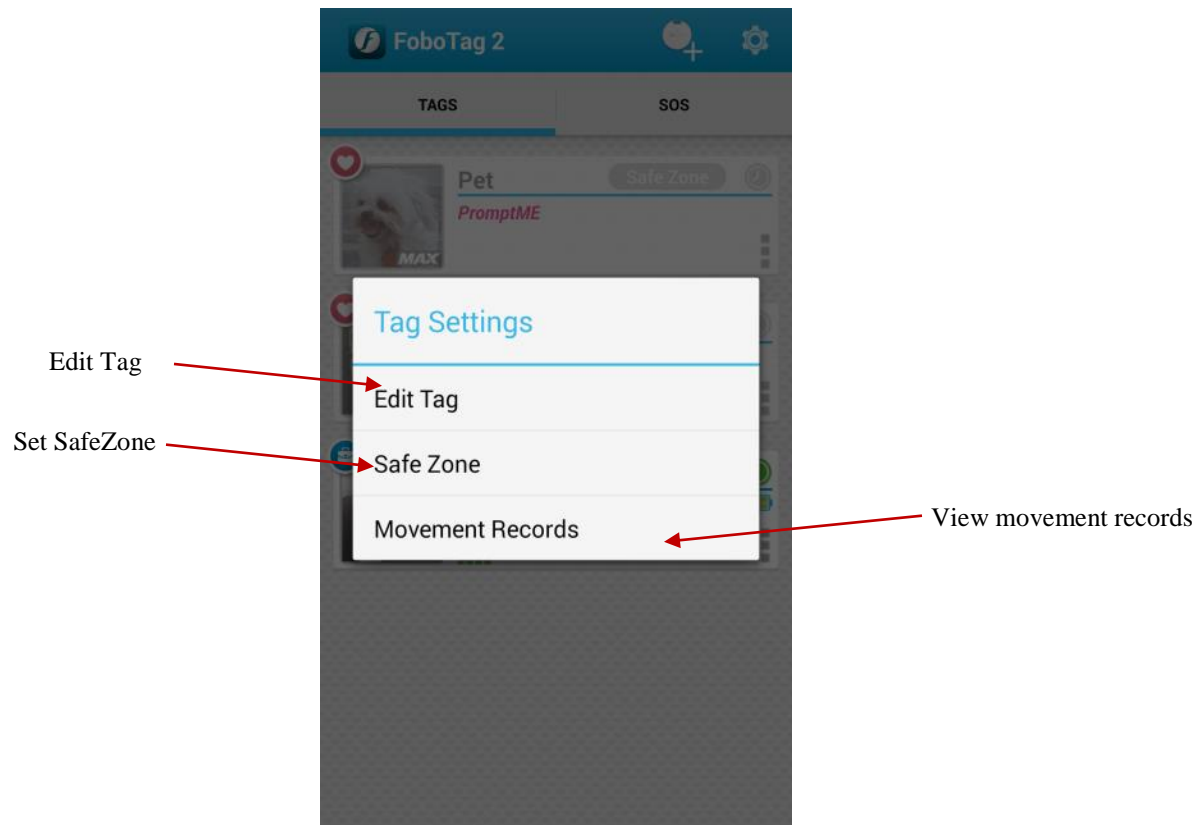 FoboTag 2
TAGS SOS
Pet Safe Zone
PromptME
MAX
Tag Settings
Edit Tag
Edit Tag
Set SafeZone
Safe Zone
View movement records
Movement Records